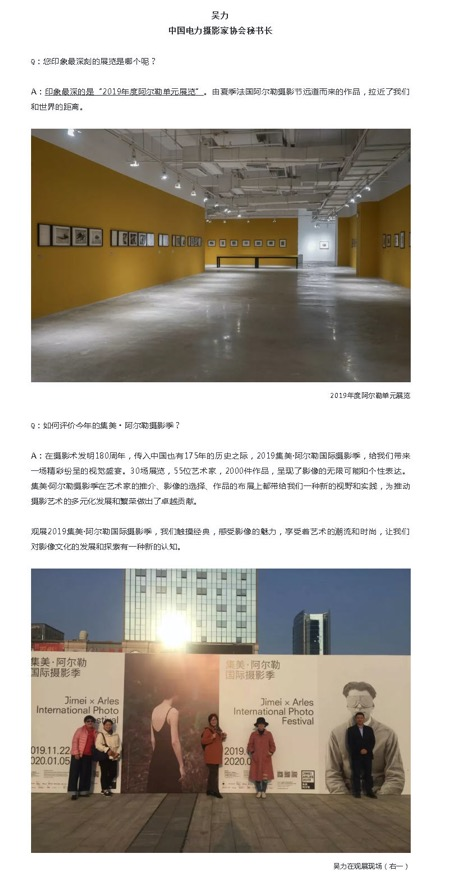 吴力
中国电力摄影家协会秘书长
Q：您印象最深刻的展览是哪个呢？
A：印象最深的是“2019年度阿尔勒单元展览”。由夏季法国阿尔勒摄影节远道而来的作品，拉近了我们
和世界的距离。
2019年度阿尔勒单元展览
Q：如何评价今年的集美·阿尔勒摄影季？
A：在摄影术发明180周年，传入中国也有175年的历史之际，2019集美·阿尔勒国际摄影季，给我们带来
一场精彩纷呈的视觉盛宴。30场展览，55位艺术家，2000件作品，呈现了影像的无限可能和个性表达。
集美·阿尔勒摄影季在艺术家的推介、影像的选择、作品的布展上都带给我们一种新的视野和实践，为推动
摄影艺术的多元化发展和繁荣做出了卓越贡献。
观展2019集美·阿尔勒国际摄影季，我们触摸经典，感受影像的魅力，享受着艺术的潮流和时尚，让我们
对影像文化的发展和探索有一种新的认知。
集美·阿尔勒
国际摄影季
Jimei x Arles
International Photo
Festival
2019.11.22
2020.01.05
集美·阿尔勒
国际摄影季
Jimei x Arles
International Photo
Festival
2019.
2020.0
吴力在观展现场（右一）